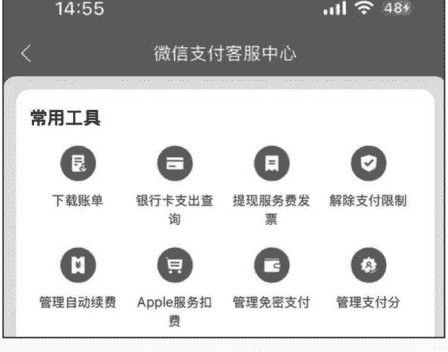 14:55
48
微信支付客服中心
常用工具
下载账单 银行卡支出查 提现服务费发 解除支付限制
询 票
管理自动续费 Apple服务扣 管理免密支付 管理支付分
费